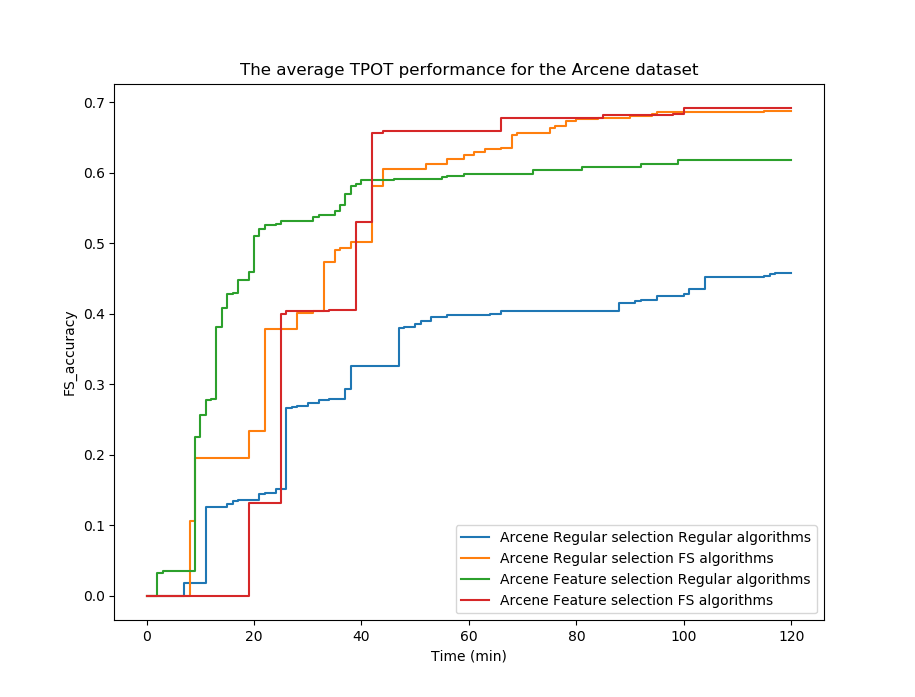 The average TPOT performance for the Arcene dataset
FS_accuracy
0.7
0.6
0.5
0.4
0.3
0.2
0.1
0.0
0 20 40 60 80 100 120
Time (min)
Arcene Regular selection Regular algorithms
Arcene Regular selection FS algorithms
Arcene Feature selection Regular algorithms
Arcene Feature selection FS algorithms